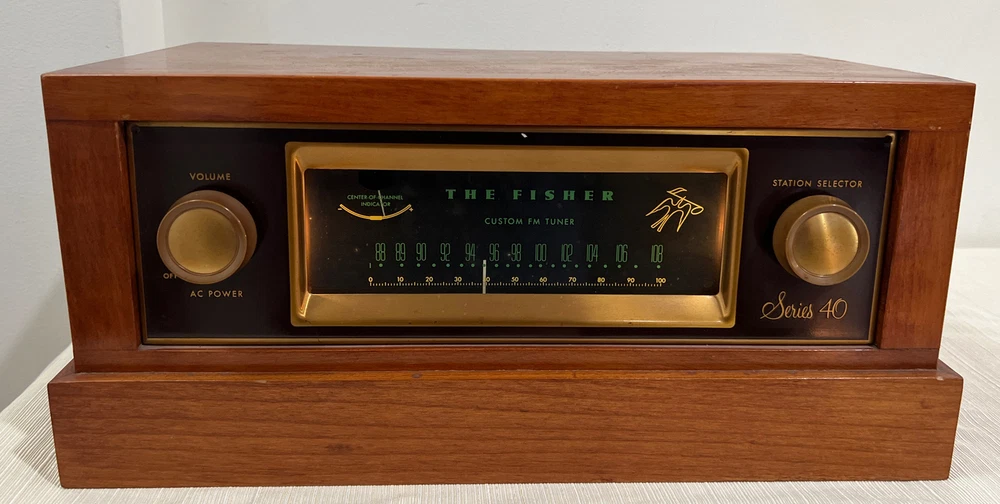 VOLUME
OFF
AC POWER
CENTER OF CHANNEL
INDICATOR
THE FISHER
CUSTOM FM TUNER
88 89 90 92 94 96 98 100 102 104 106 108
0 10 20 30 40 50 60 70 80 90 100
STATION SELECTOR
Series 40